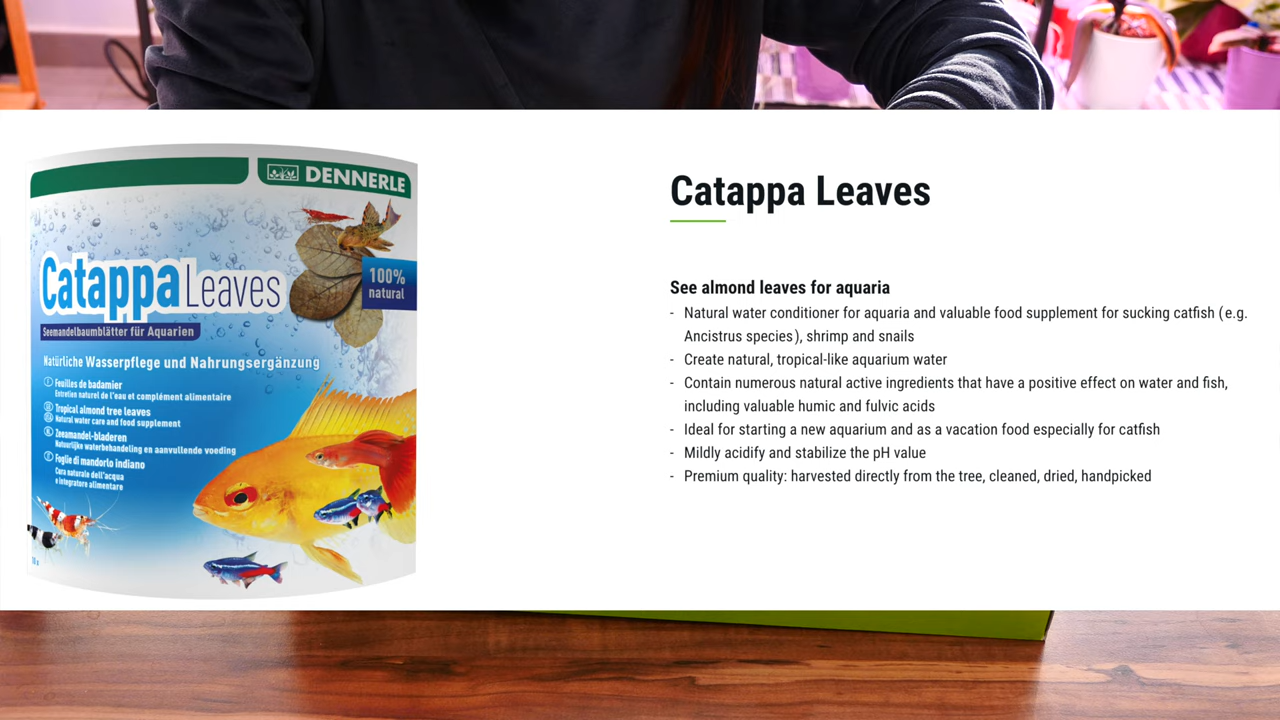 DENNERLE
Catappa Leaves
100%
natural
Seemandelbaumblätter für Aquarien
Natürliche Wasserpflege und Nahrungsergänzung
Feuilles de badamier
Entretien naturel de l'eau et complément alimentaire
Tropical almond tree leaves
Natural water care and food supplement
Zeeamandel-bladeren
Natuurlijke waterbehandeling en aanvullende voeding
Foglie di mandorlo indiano
Cura naturale dell'acqua
e integratore alimentare
Catappa Leaves
See almond leaves for aquaria
- Natural water conditioner for aquaria and valuable food supplement for sucking catfish (e.g.
Ancistrus species), shrimp and snails
- Create natural, tropical-like aquarium water
- Contain numerous natural active ingredients that have a positive effect on water and fish,
including valuable humic and fulvic acids
- Ideal for starting a new aquarium and as a vacation food especially for catfish
- Mildly acidify and stabilize the pH value
- Premium quality: harvested directly from the tree, cleaned, dried, handpicked